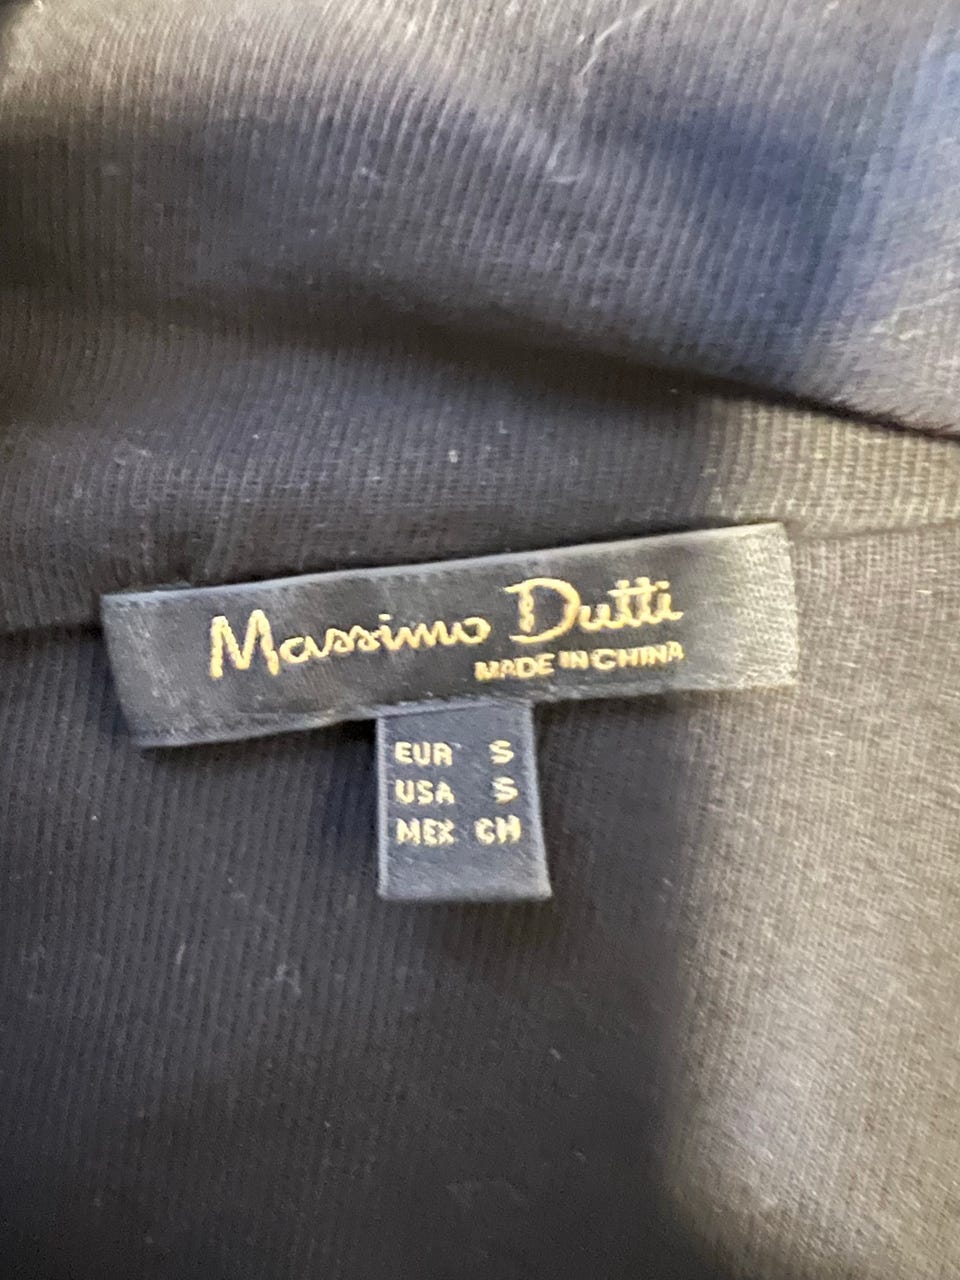 Massimo Dutti
MADE IN CHINA
EUR S
USA S
MEX CH